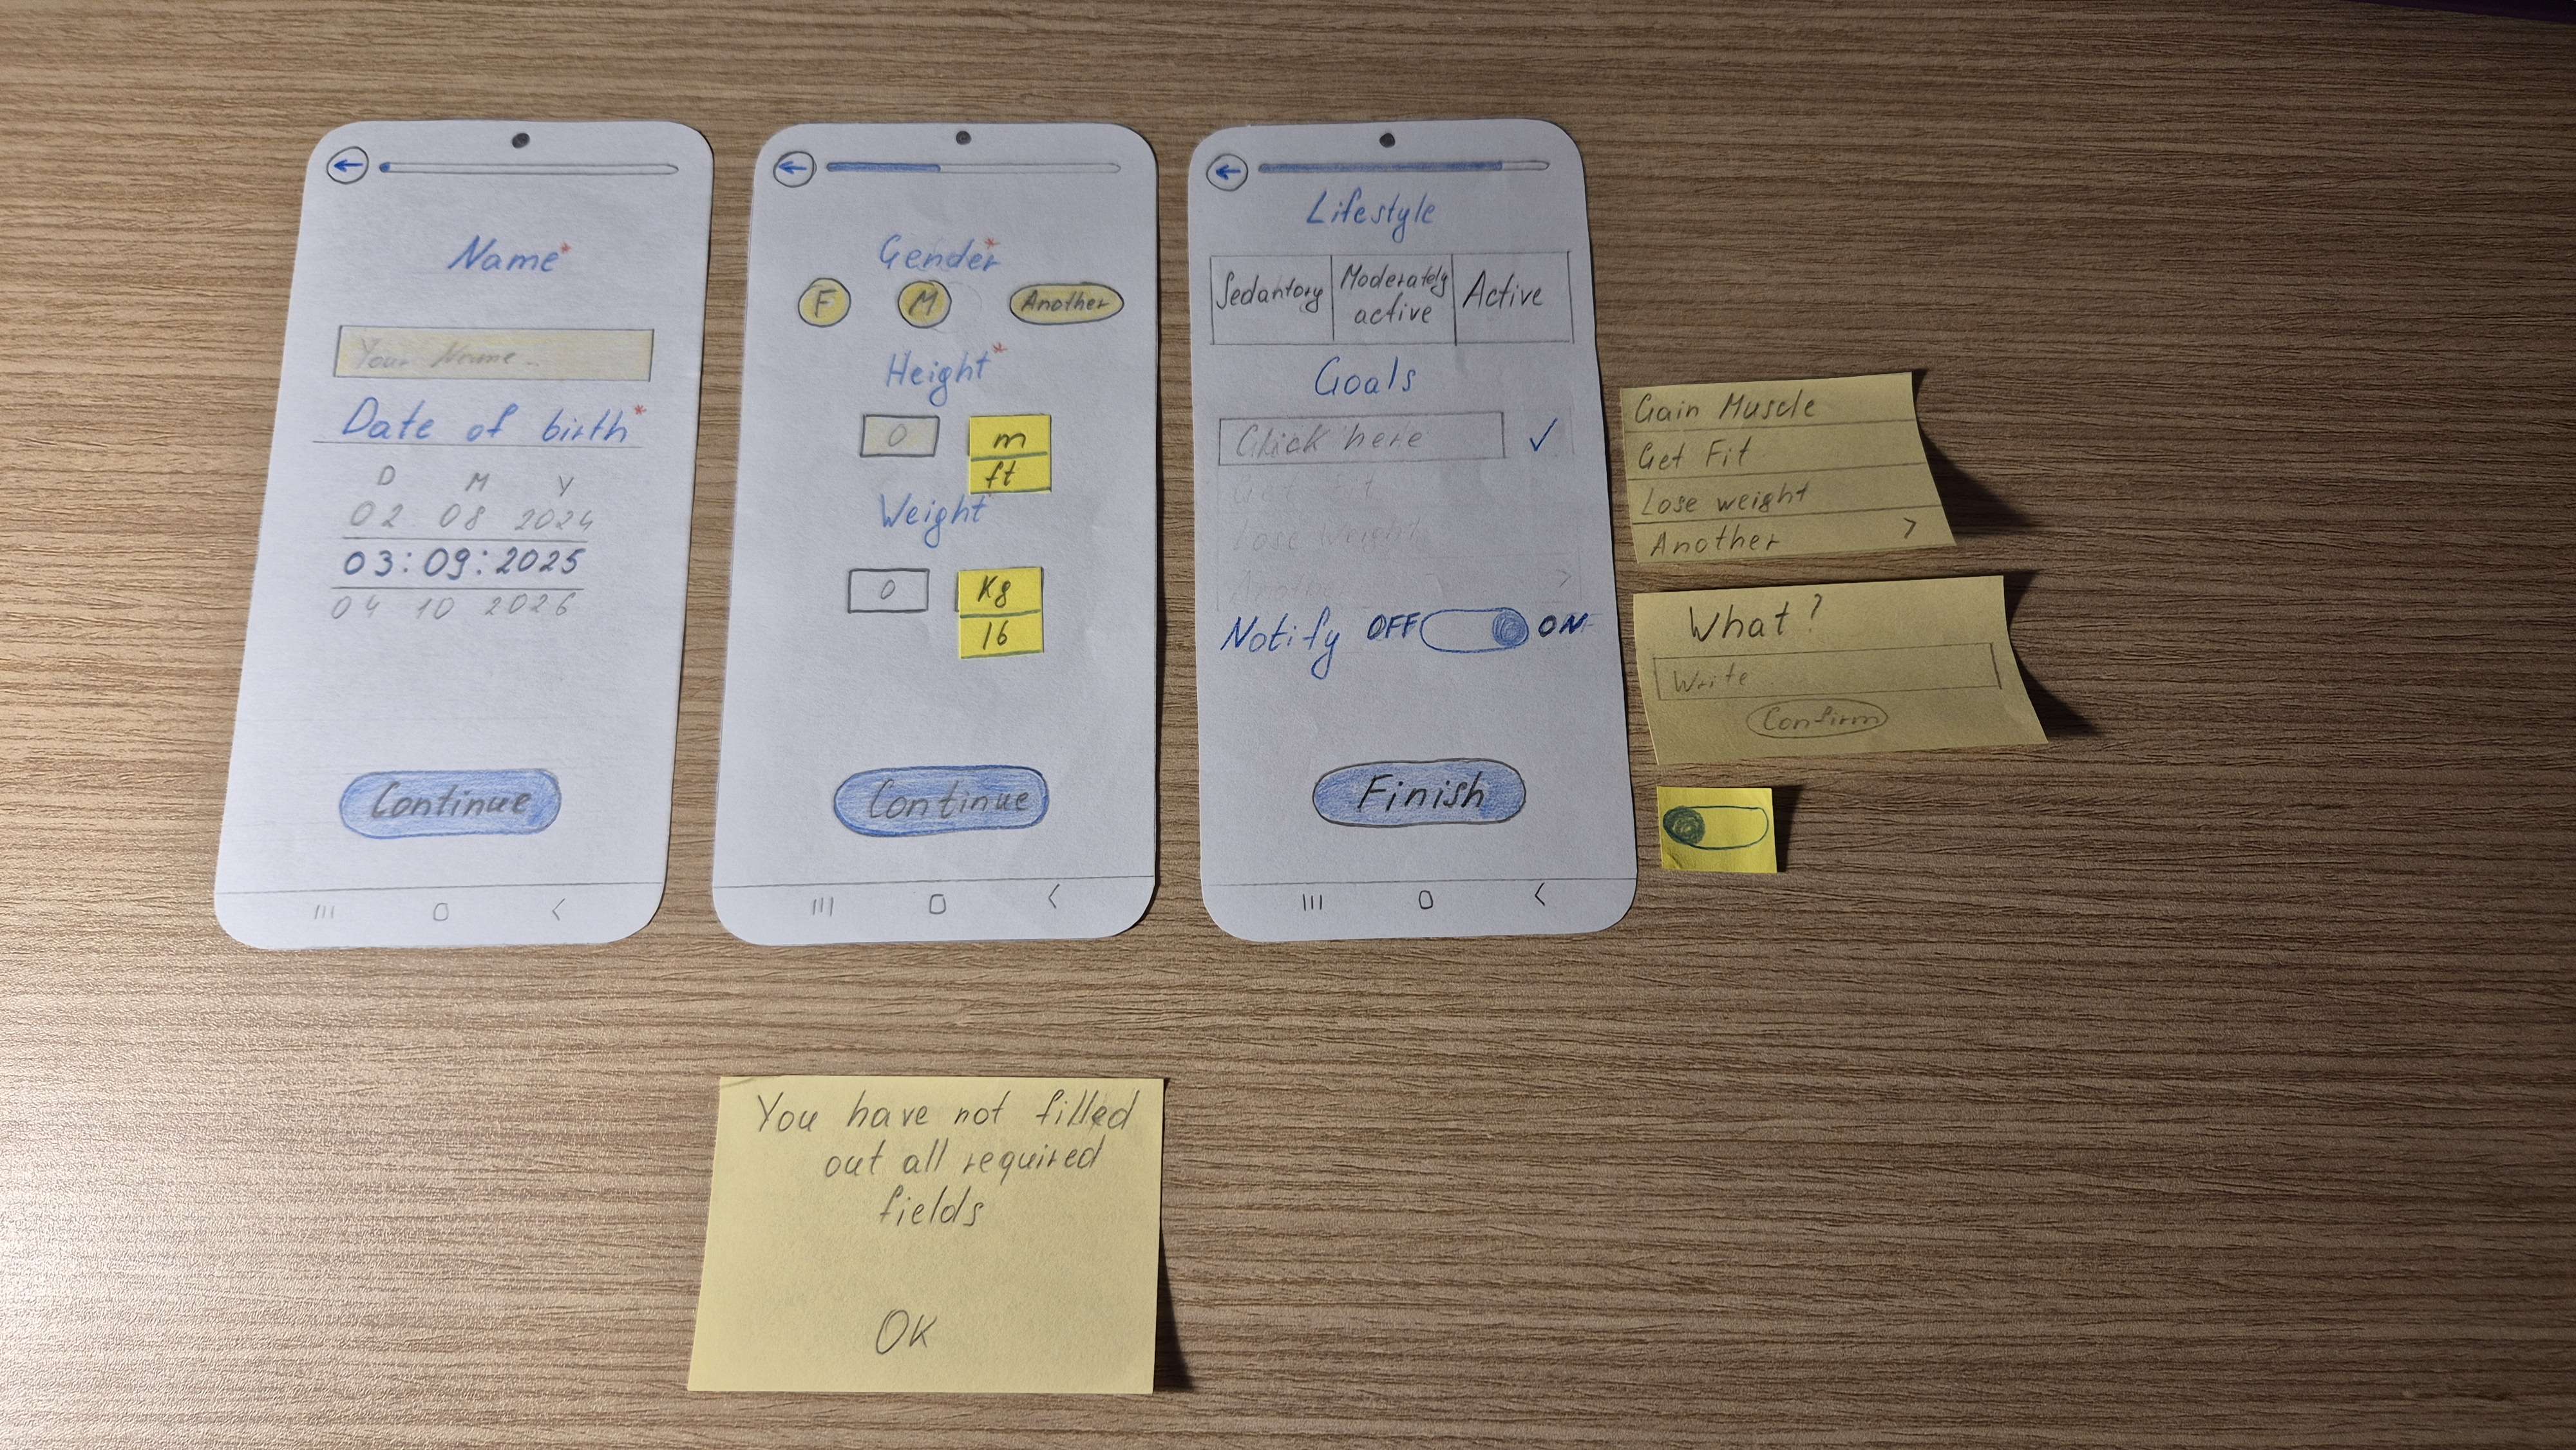 Name*
Your Name..
Date of birth*
D M Y
02 08 2024
03:09:2025
04 10 2026
Continue
Gender*
F M Another
Height*
0 m
ft
Weight
0 Kg
lb
Continue
Lifestyle
Sedantory
Moderately
active
Active
Goals
Click here ✓
Get fit
Lose Weight
Another >
Notify OFF ON
Finish
Gain Muscle
Get Fit
Lose weight
Another >
What?
Write
Confirm
You have not filled
out all required
fields
OK